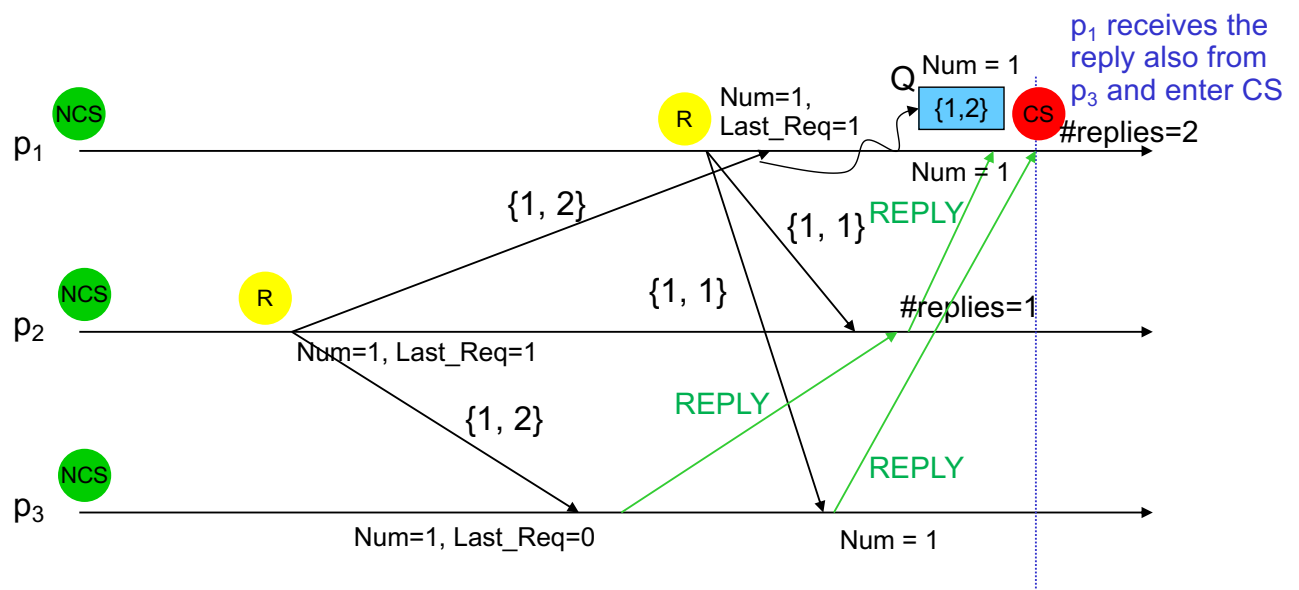 p₁ receives the
reply also from
p₃ and enter CS
Q
Num = 1
NCS
R
Num=1,
Last_Req=1
{1,2}
CS
#replies=2
p₁
Num = 1
{1, 2}
REPLY
{1, 1}
NCS
R
{1, 1}
#replies=1
p₂
Num=1, Last_Req=1
REPLY
{1, 2}
REPLY
NCS
p₃
Num=1, Last_Req=0
Num = 1